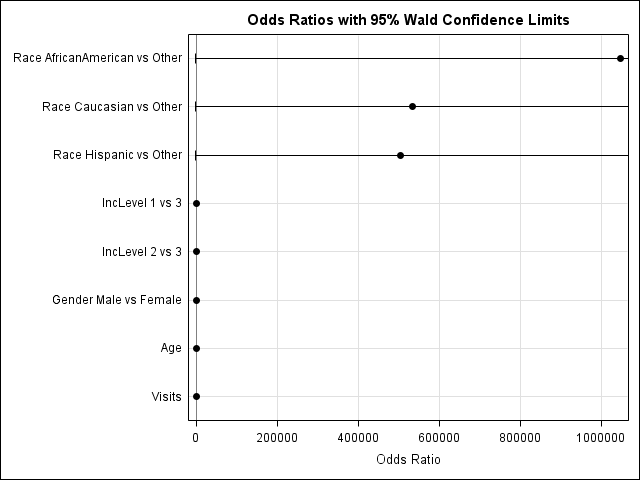 Odds Ratios with 95% Wald Confidence Limits
Race AfricanAmerican vs Other
Race Caucasian vs Other
Race Hispanic vs Other
IncLevel 1 vs 3
IncLevel 2 vs 3
Gender Male vs Female
Age
Visits
0 200000 400000 600000 800000 1000000
Odds Ratio